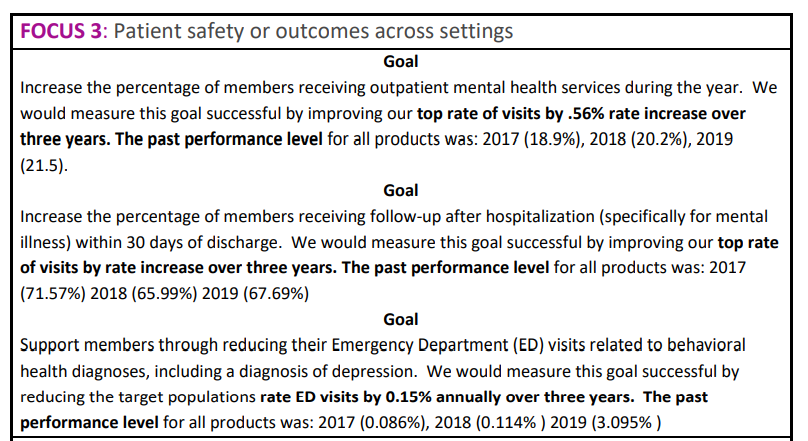 FOCUS 3: Patient safety or outcomes across settings
Goal
Increase the percentage of members receiving outpatient mental health services during the year.  We
would measure this goal successful by improving our top rate of visits by .56% rate increase over
three years. The past performance level for all products was: 2017 (18.9%), 2018 (20.2%), 2019
(21.5).
Goal
Increase the percentage of members receiving follow-up after hospitalization (specifically for mental
illness) within 30 days of discharge.  We would measure this goal successful by improving our top rate
of visits by rate increase over three years. The past performance level for all products was: 2017
(71.57%) 2018 (65.99%) 2019 (67.69%)
Goal
Support members through reducing their Emergency Department (ED) visits related to behavioral
health diagnoses, including a diagnosis of depression.  We would measure this goal successful by
reducing the target populations rate ED visits by 0.15% annually over three years.  The past
performance level for all products was: 2017 (0.086%), 2018 (0.114% ) 2019 (3.095% )